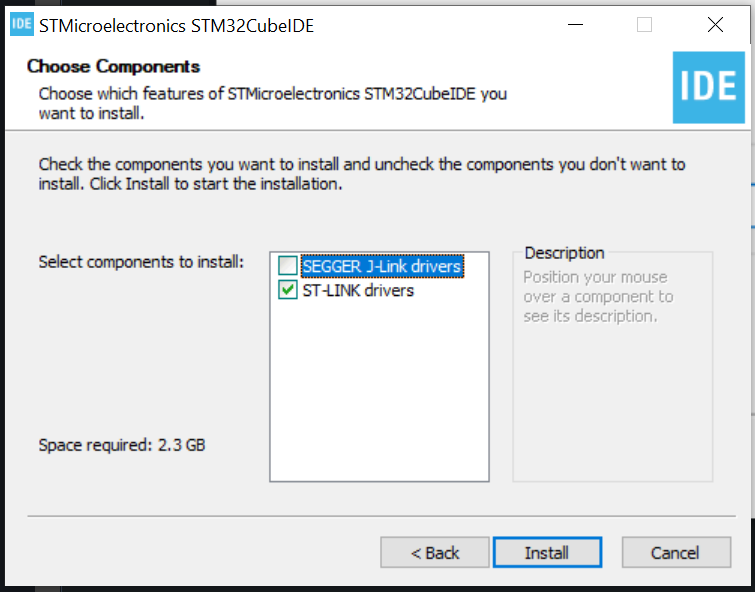 IDE STMicroelectronics STM32CubeIDE
Choose Components
Choose which features of STMicroelectronics STM32CubeIDE you
want to install.
IDE
Check the components you want to install and uncheck the components you don't want to
install. Click Install to start the installation.
Select components to install:
SEGGER J-Link drivers
ST-LINK drivers
Description
Position your mouse
over a component to
see its description.
Space required: 2.3 GB
< Back
Install
Cancel